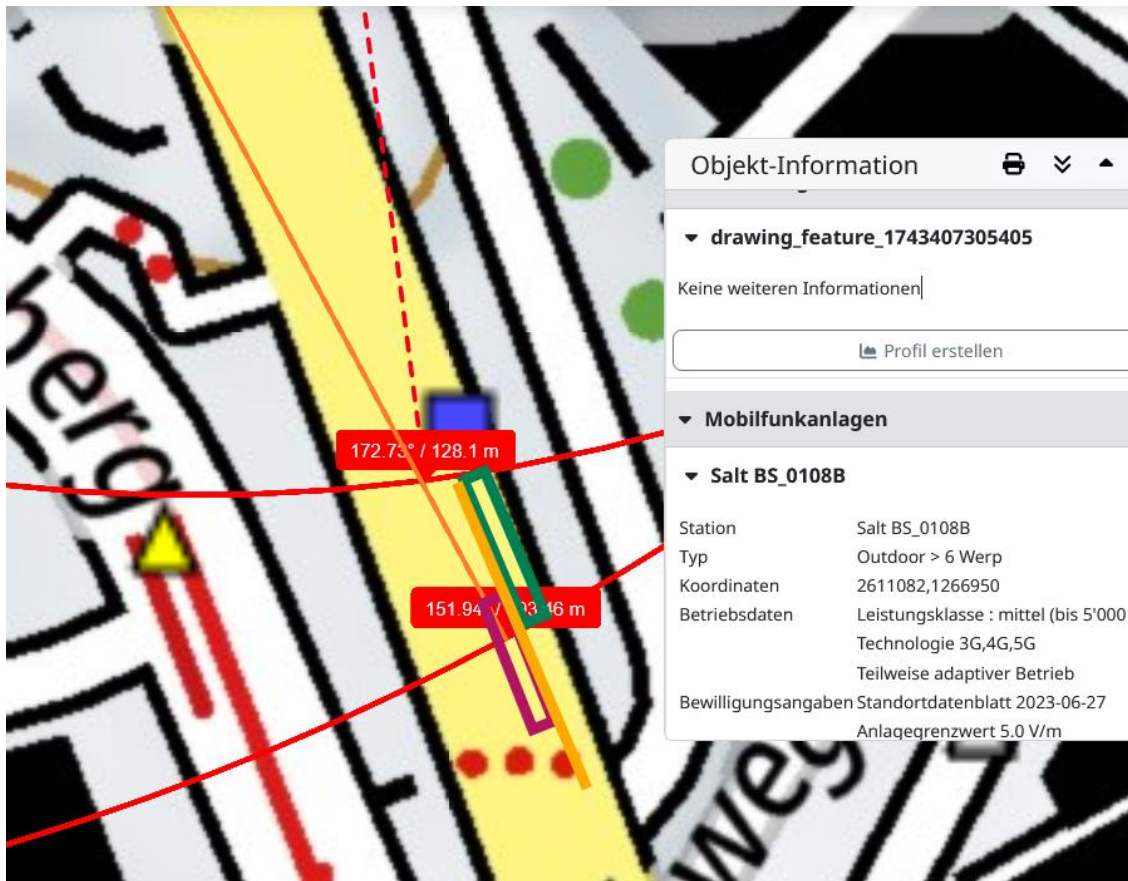 berg
172.73° / 128.1 m
151.94° / 93.46 m
weg
Objekt-Information
drawing_feature_1743407305405
Keine weiteren Informationen
Profil erstellen
Mobilfunkanlagen
Salt BS_0108B
Station Salt BS_0108B
Typ Outdoor > 6 Werp
Koordinaten 2611082,1266950
Betriebsdaten Leistungsklasse : mittel (bis 5'000
Technologie 3G,4G,5G
Teilweise adaptiver Betrieb
Bewilligungsangaben Standortdatenblatt 2023-06-27
Anlagegrenzwert 5.0 V/m